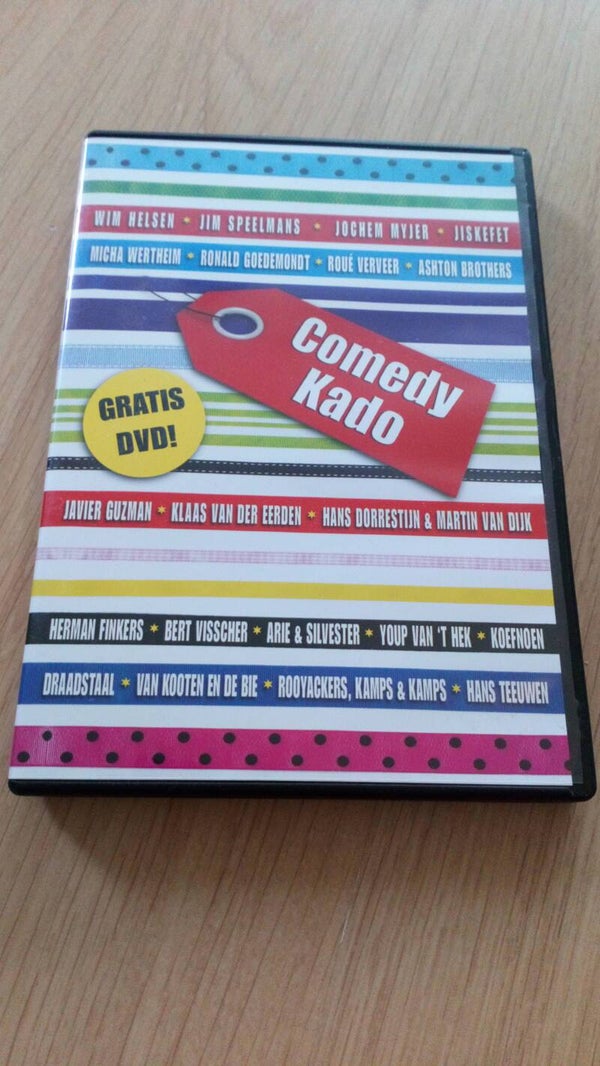 WIM HELSEN * JIM SPEELMANS * JOCHEM MYJER * JISKEFET
MICHA WERTHEIM * RONALD GOEDEMONDT * ROUÉ VERVEER * ASHTON BROTHERS
Comedy
Kado
GRATIS
DVD!
JAVIER GUZMAN * KLAAS VAN DER EERDEN * HANS DORRESTIJN & MARTIN VAN DIJK
HERMAN FINKERS * BERT VISSCHER * ARIE & SILVESTER * YOUP VAN 'T HEK * KOEFNOEN
DRAADSTAAL * VAN KOOTEN EN DE BIE * ROOYACKERS, KAMPS & KAMPS * HANS TEEUWEN